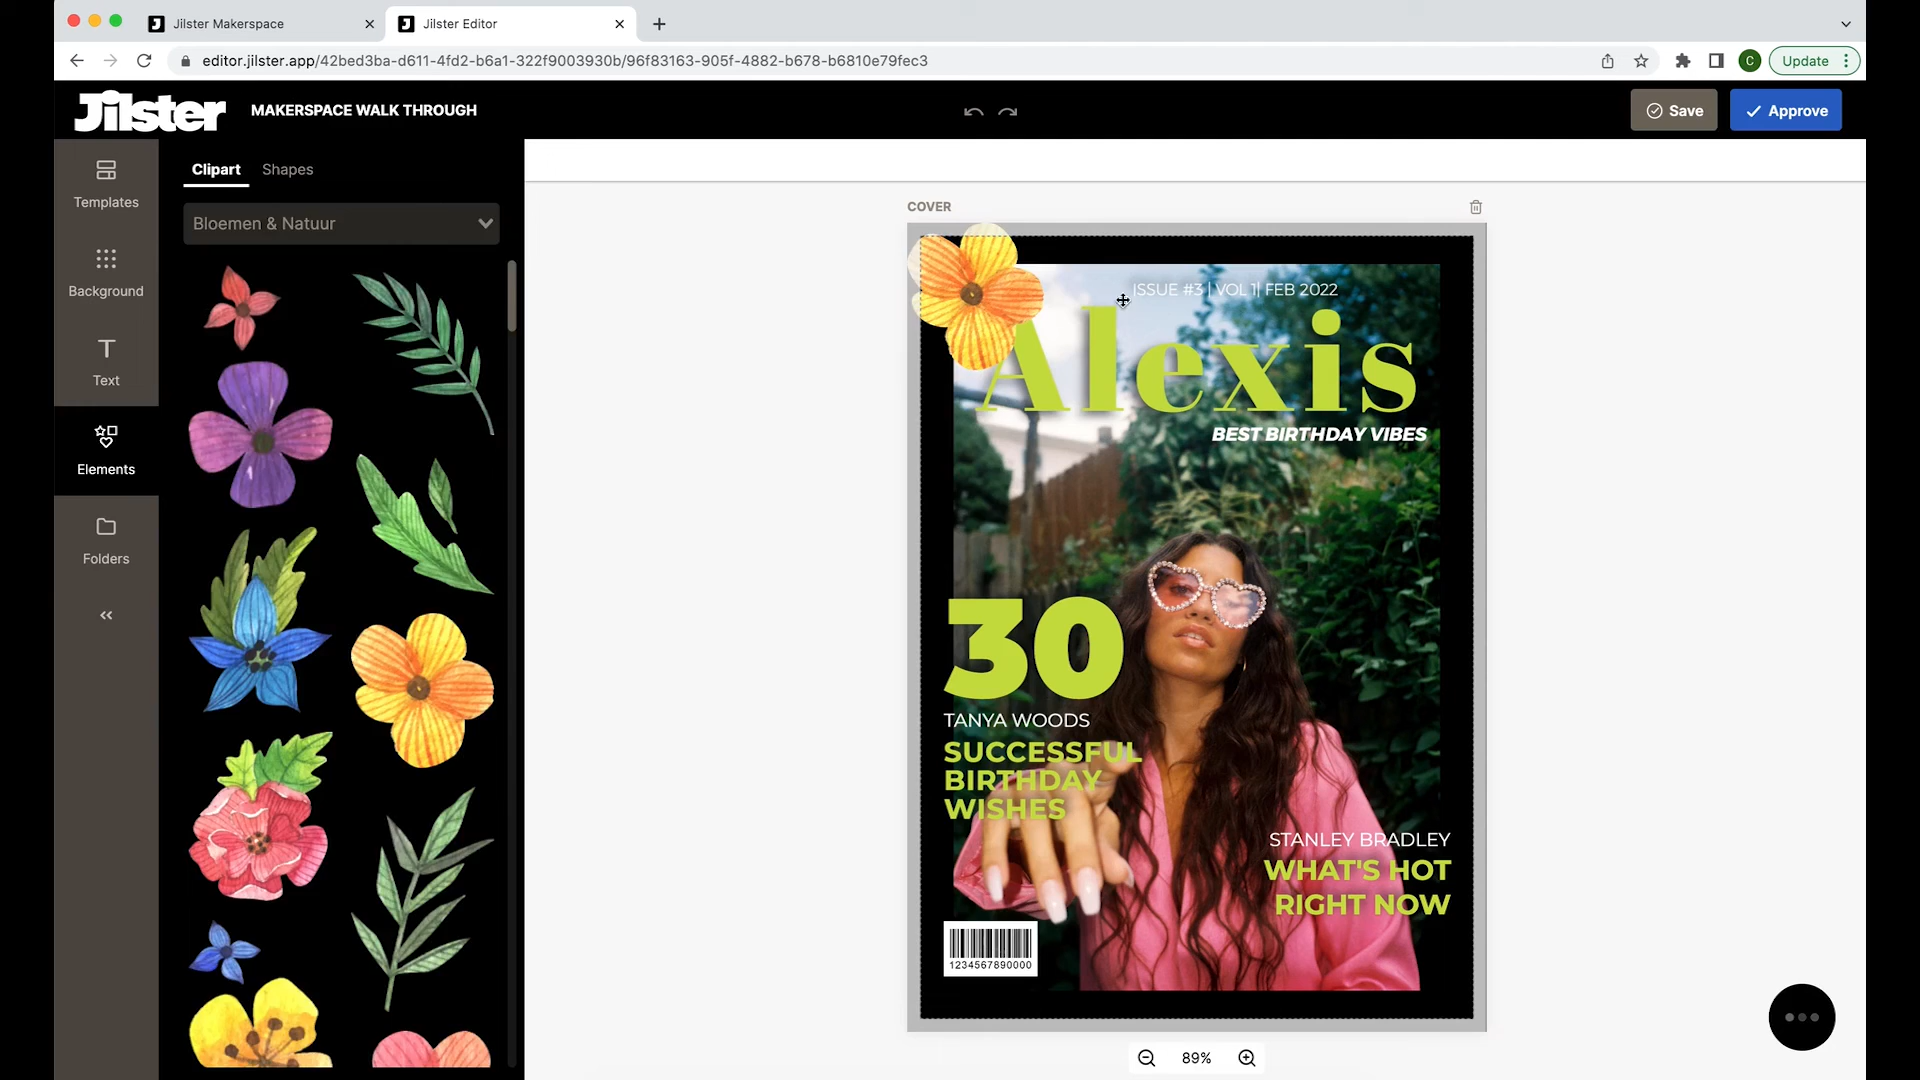 Jilster Makerspace
Jilster Editor
editor.jilster.app/42bed3ba-d611-4fd2-b6a1-322f9003930b/96f83163-905f-4882-b678-b6810e79fec3
C
Update
Jilster
MAKERSPACE WALK THROUGH
Save
Approve
Templates
Background
Text
Elements
Folders
Clipart
Shapes
Bloemen & Natuur
COVER
ISSUE #3 | VOL 1| FEB 2022
Alexis
BEST BIRTHDAY VIBES
30
TANYA WOODS
SUCCESSFUL
BIRTHDAY
WISHES
STANLEY BRADLEY
WHAT'S HOT
RIGHT NOW
1234567890000
89%